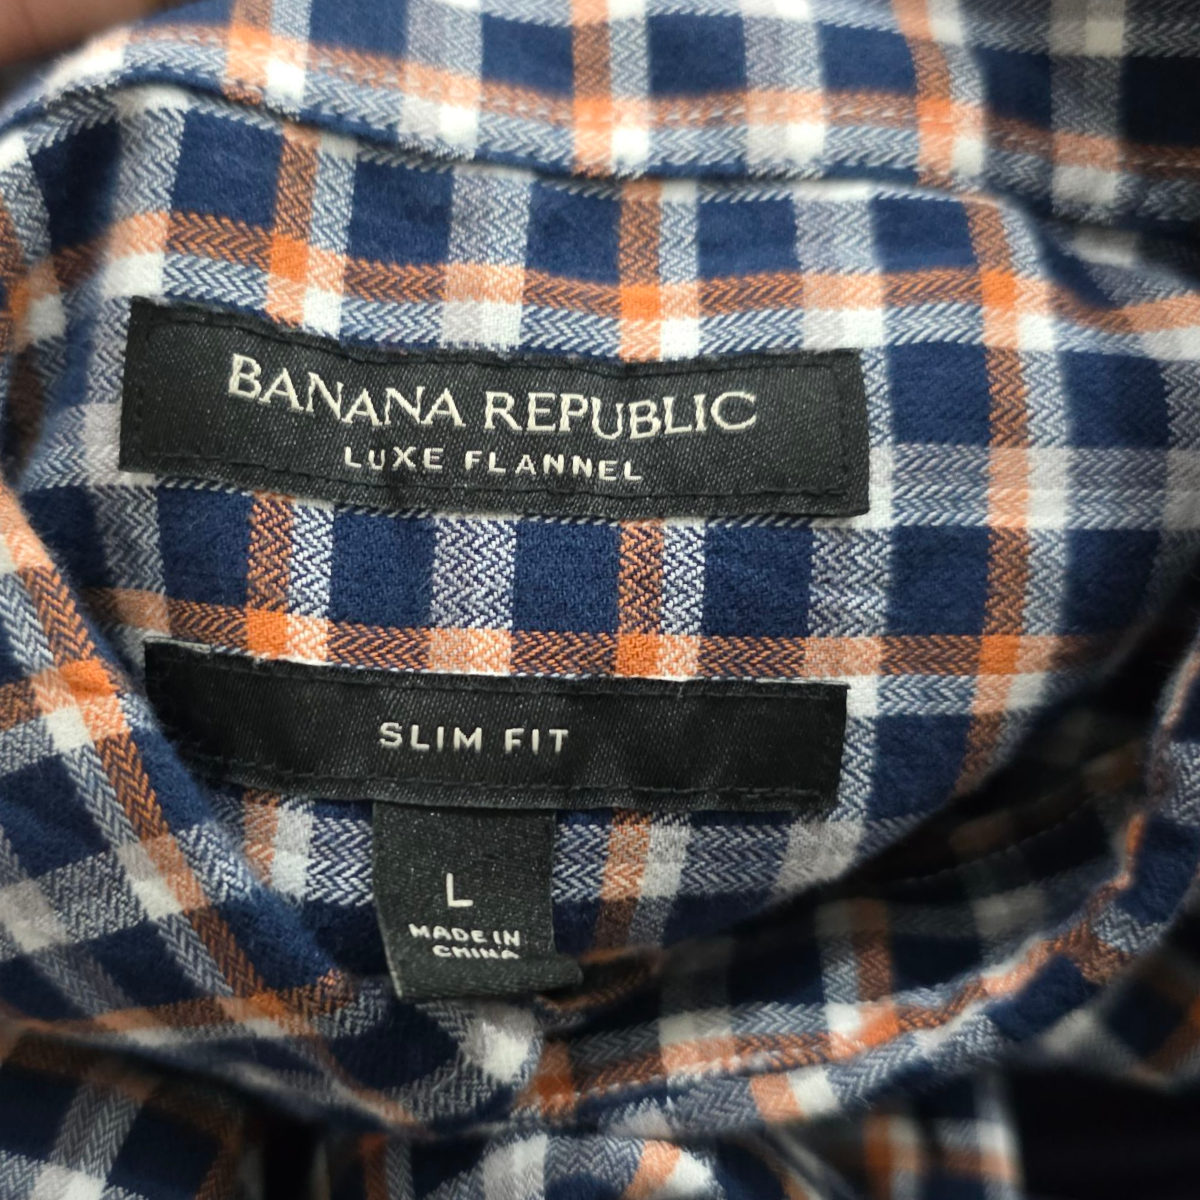 BANANA REPUBLIC
LUXE FLANNEL
SLIM FIT
L
MADE IN
CHINA